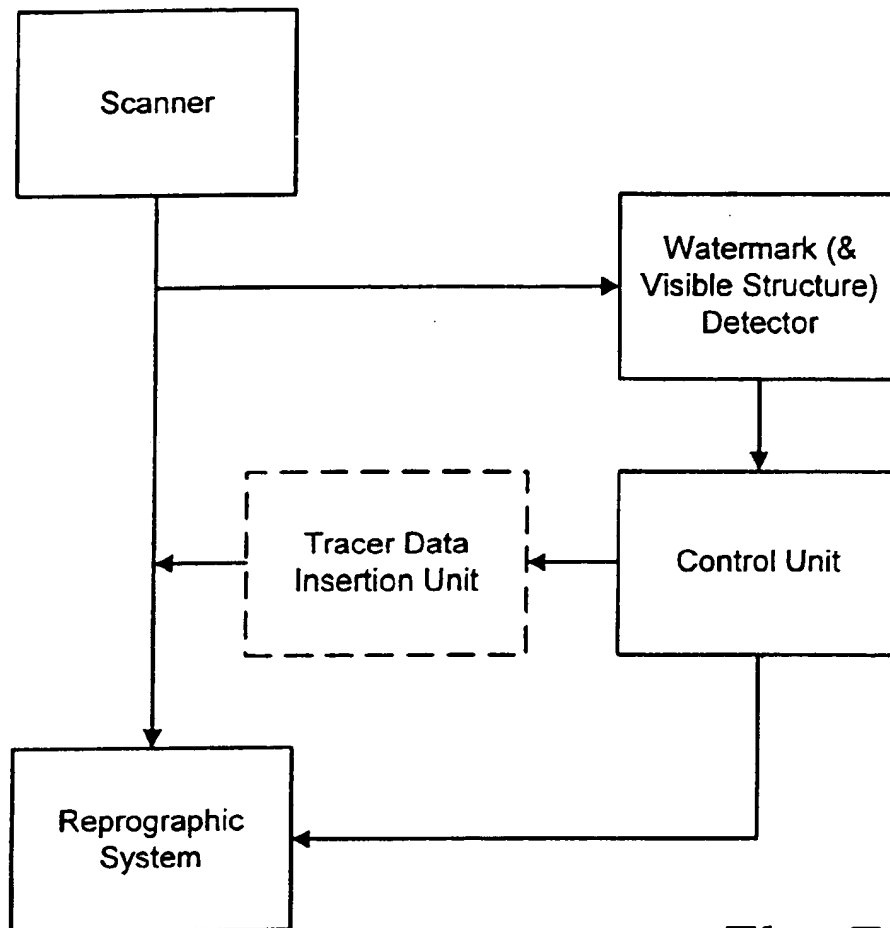 Scanner
Watermark (&
Visible Structure)
Detector
Tracer Data
Insertion Unit
Control Unit
Reprographic
System